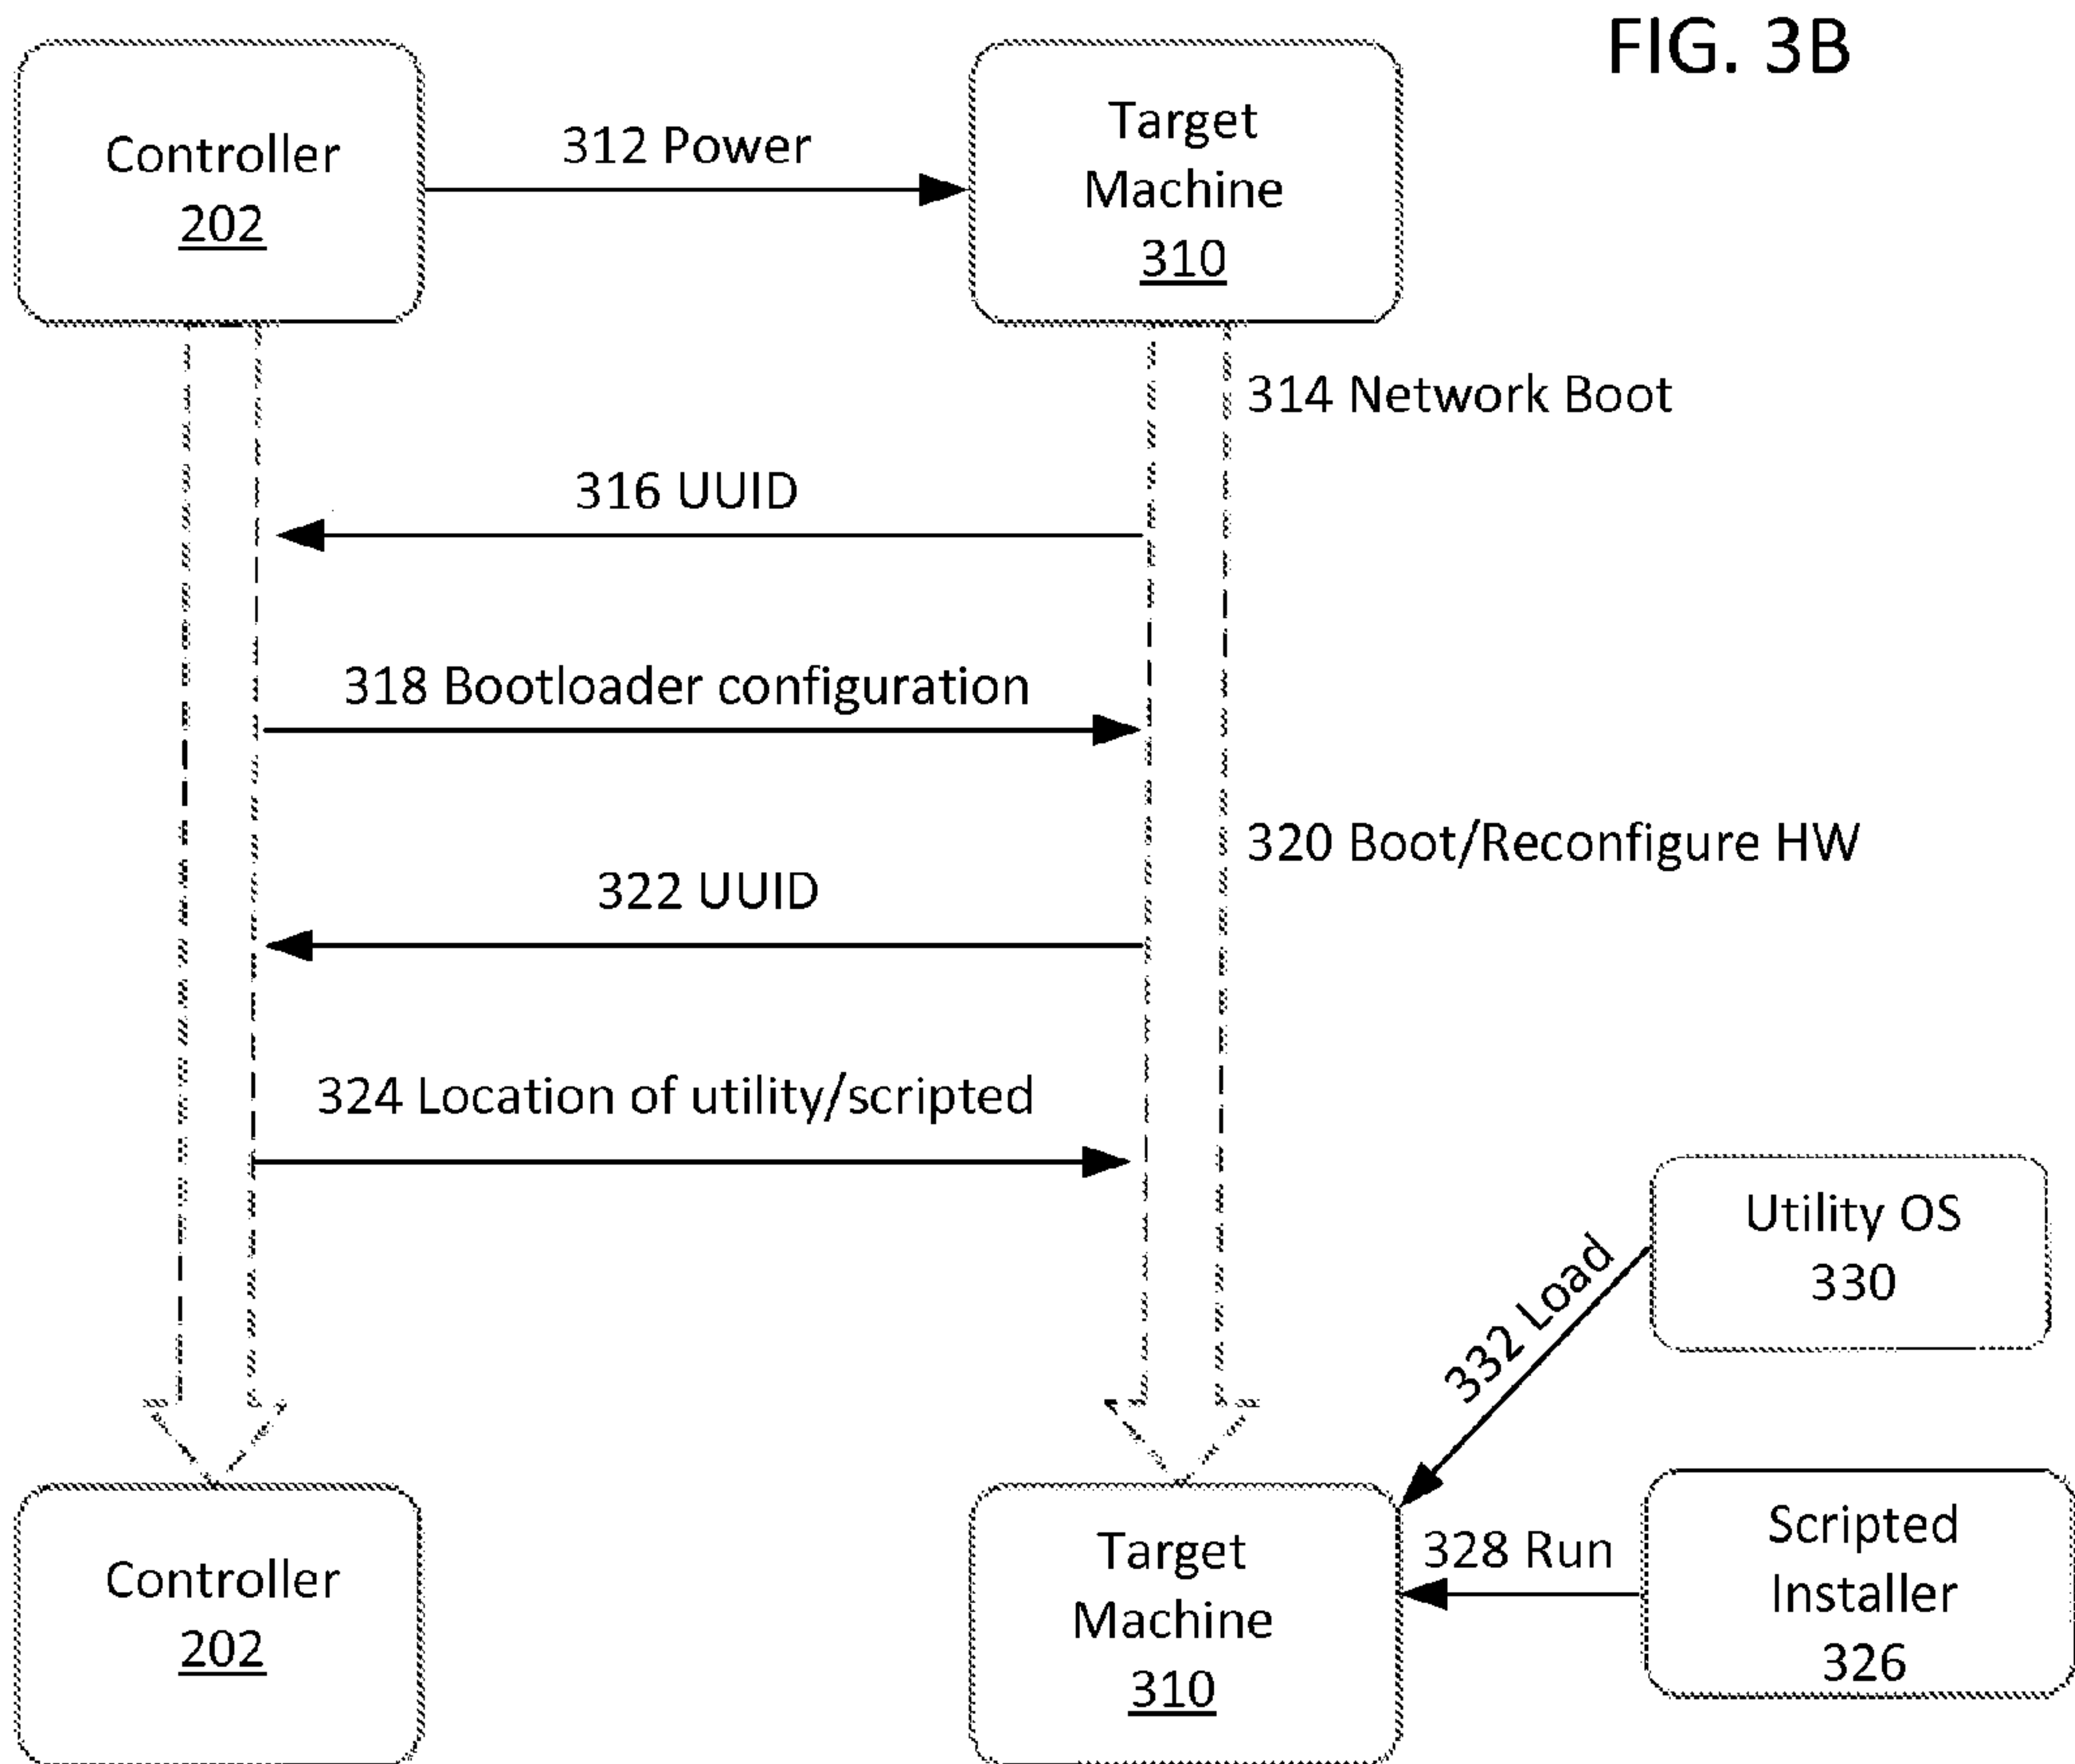 FIG. 3B
Controller
202
312 Power
Target
Machine
310
314 Network Boot
316 UUID
318 Bootloader configuration
320 Boot/Reconfigure HW
322 UUID
324 Location of utility/scripted
Utility OS
330
332 Load
Controller
202
Target
Machine
310
328 Run
Scripted
Installer
326